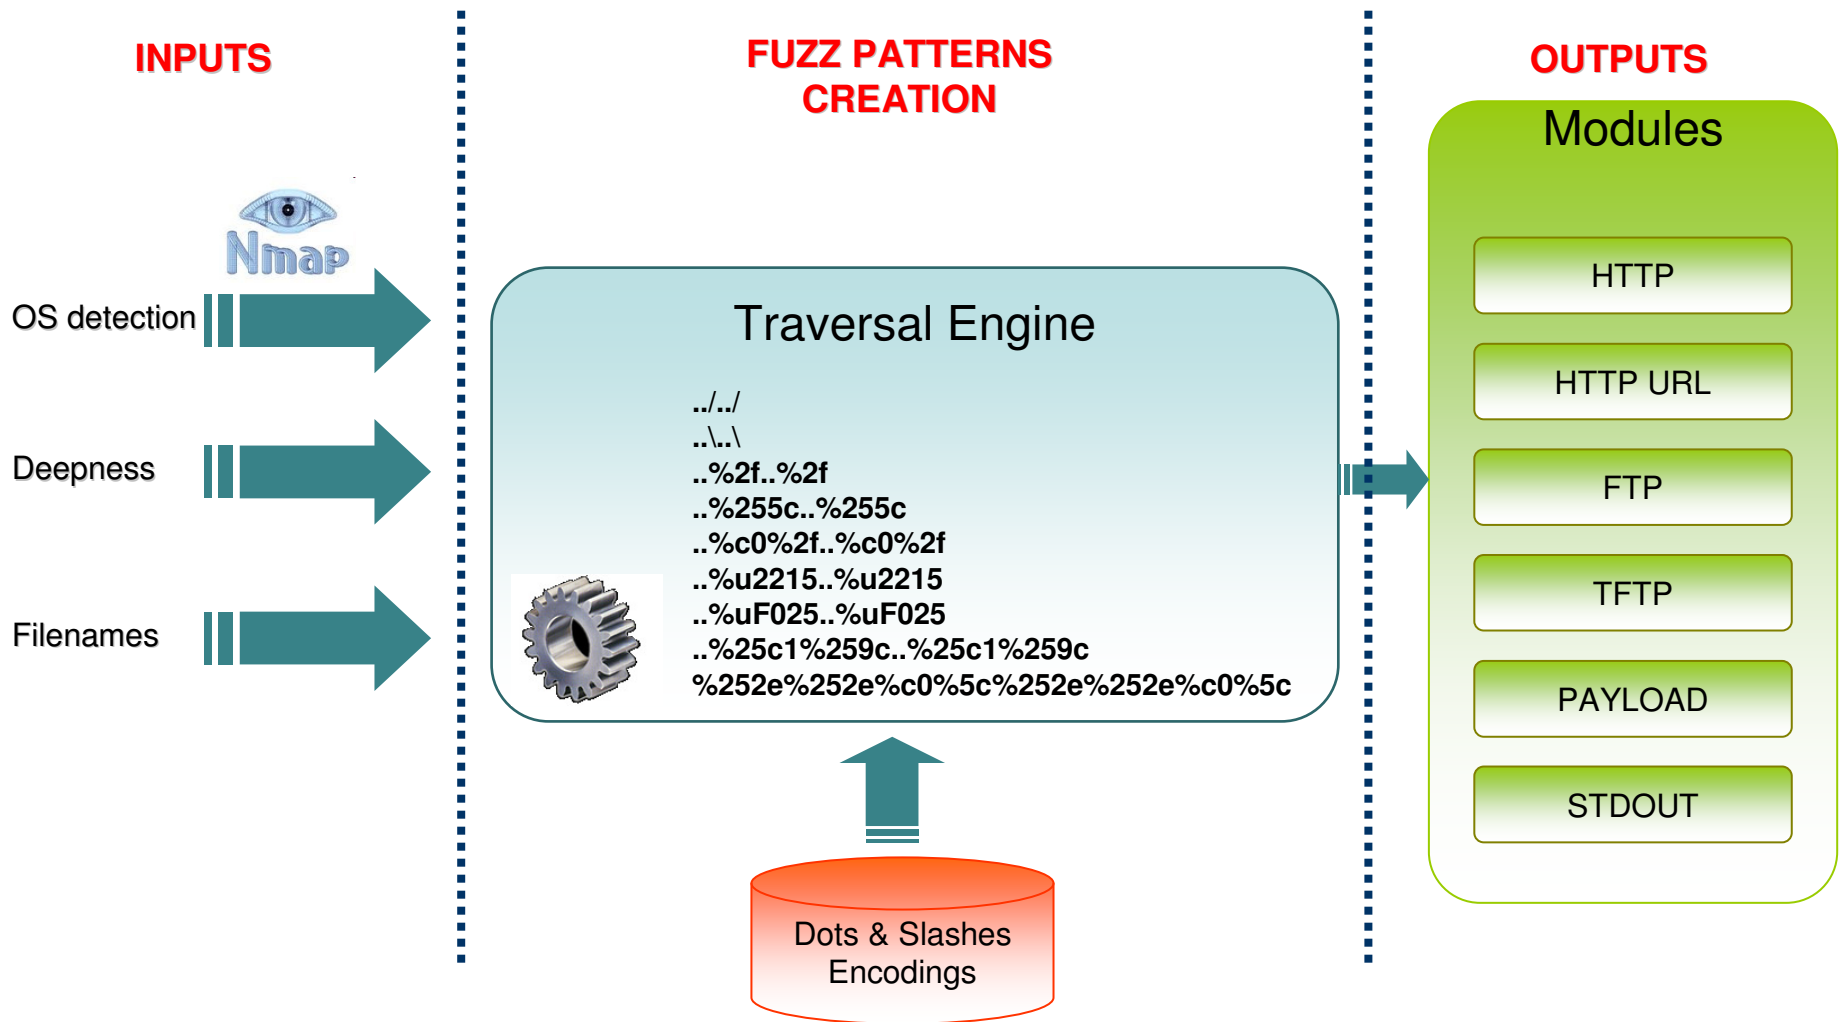 INPUTS
FUZZ PATTERNS
CREATION
OUTPUTS
Modules
Nmap
OS detection
Deepness
Filenames
Traversal Engine
../../
..\..\
..%2f..%2f
..%255c..%255c
..%c0%2f..%c0%2f
..%u2215..%u2215
..%uF025..%uF025
..%25c1%259c..%25c1%259c
%252e%252e%c0%5c%252e%252e%c0%5c
Dots & Slashes
Encodings
HTTP
HTTP URL
FTP
TFTP
PAYLOAD
STDOUT